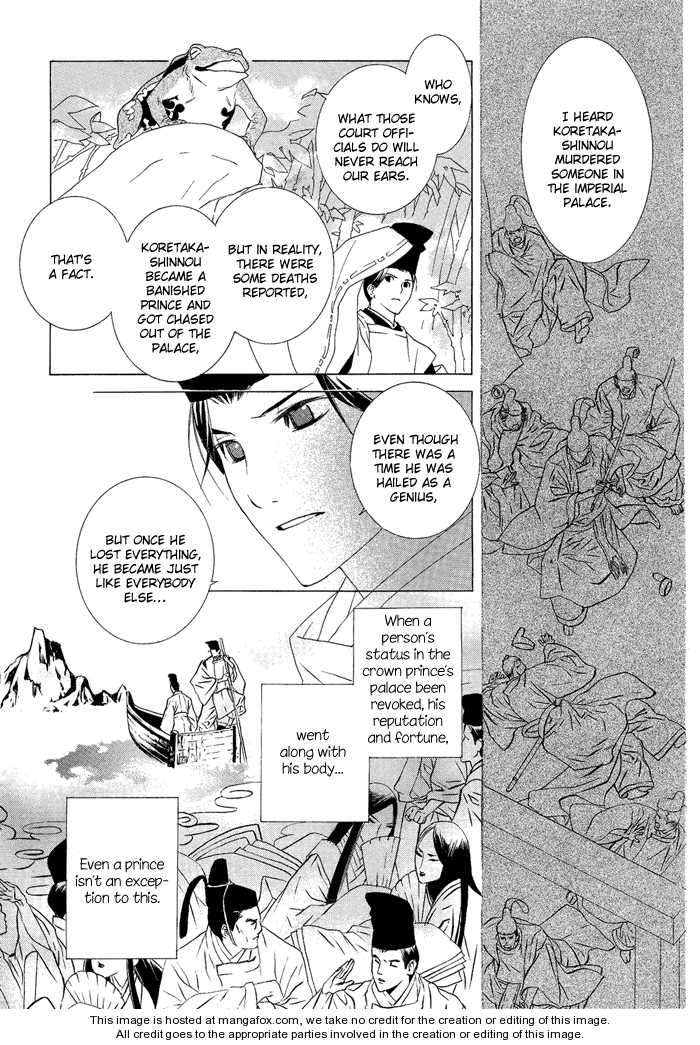 I HEARD
KORETAKA-
SHINNOU
MURDERED
SOMEONE IN
THE IMPERIAL
PALACE.
WHO
KNOWS,
WHAT THOSE
COURT OFFI-
CIALS DO WILL
NEVER REACH
OUR EARS.
BUT IN REALITY,
THERE WERE
SOME DEATHS
REPORTED,
KORETAKA-
SHINNOU
BECAME A
BANISHED
PRINCE AND
GOT CHASED
OUT OF THE
PALACE,
THAT'S
A FACT.
EVEN THOUGH
THERE WAS A
TIME HE WAS
HAILED AS A
GENIUS,
BUT ONCE HE
LOST EVERYTHING,
HE BECAME JUST
LIKE EVERYBODY
ELSE...
When a
person's
status in the
crown prince's
palace been
revoked, his
reputation
and fortune,
went
along with
his body...
Even a prince
isn't an excep-
tion to this.
This image is hosted at mangafox.com, we take no credit for the creation or editing of this image.
All credit goes to the appropriate parties involved in the creation or editing of this image.